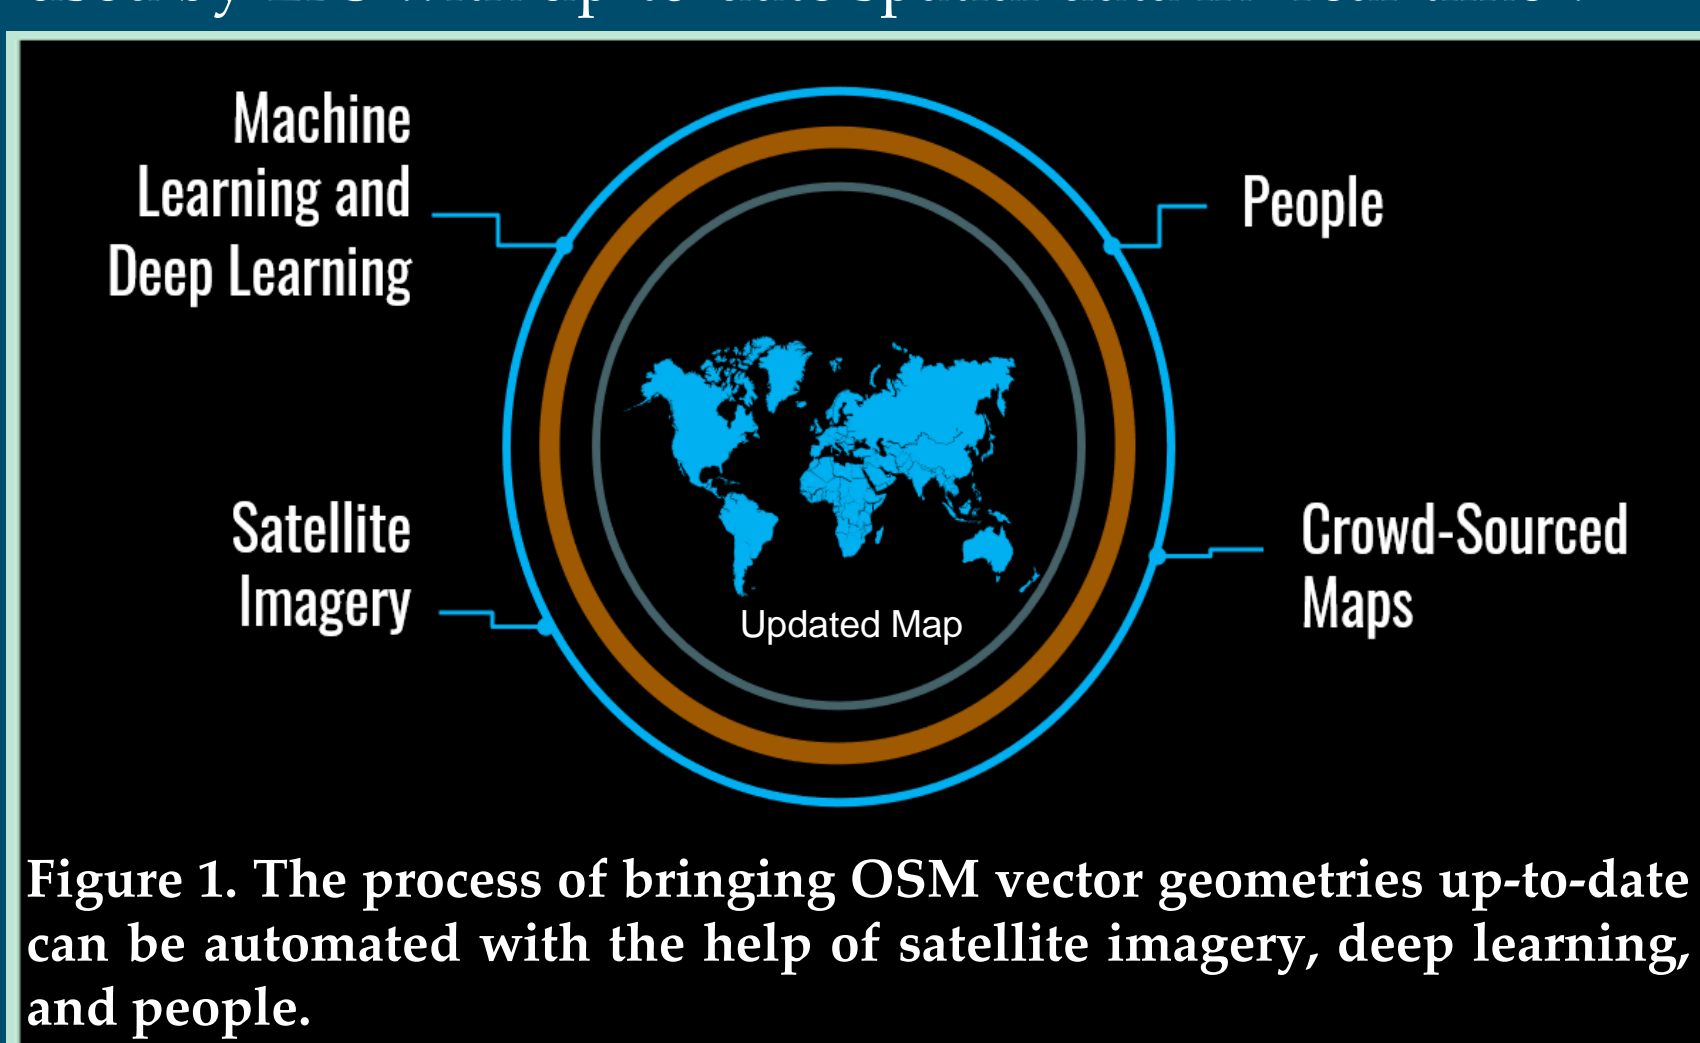 Machine
Learning and
Deep Learning
People
Satellite
Imagery
Crowd-Sourced
Maps
Updated Map
Figure 1. The process of bringing OSM vector geometries up-to-date
can be automated with the help of satellite imagery, deep learning,
and people.